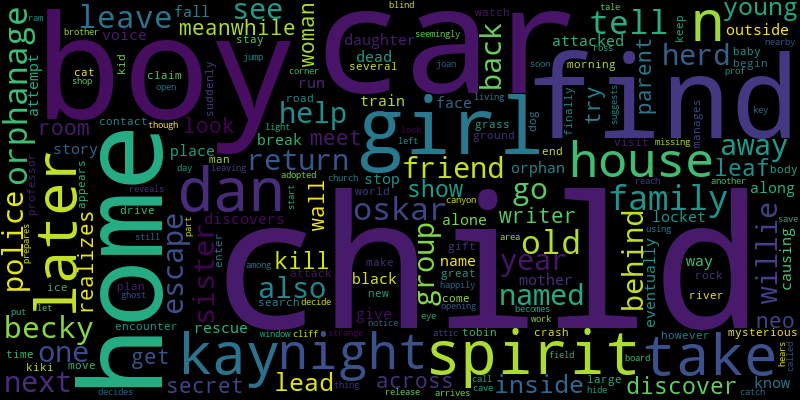 boy
car
n
find
child
home
girl
house
later
spirit
night
take
kay
dan
oskar
friend
family
old
leave
see
young
tell
herd
outside
meanwhile
fall
blind
watch
tale
ram
brother
voice
stay
seemingly
ross
keep
nearby
orphanage
attempt
kid
cat
shop
claim
open
suddenly
jump
corner
woman
daughter
dead
several
joan
attacked
soon
morning
baby
begin
prof
back
parent
try
finally
suggests
manages
key
room
contact
though
look
run
road
train
face
living
dog
help
light
lock
grass
ground
left
meet
break
visit
missing
away
story
place
man
day
leaving
return
stop
end
orphan
reach
another
leaf
body
police
professor
appears
reveals
adopted
church
world
show
go
along
drive
escape
discovers
start
wall
canyon
alone
writer
locket
save
using
realizes
still
part
enter
sister
gift
name
area
group
behind
eventually
way
willie
causing
prepares
plan
ghost
ice
also
kill
among
attack
make
black
great
come
happily
opening
year
mother
named
rock
river
put
let
search
decide
new
give
eye
becomes
work
becky
encounter
rescue
window
cliff
strange
notice
attic
tobin
crash
however
mysterious
neo
time
one
kiki
move
get
field
board
hears
called
next
decides
secret
lead
thing
across
release
arrives
call
cave
inside
large
hide
discover
know
catch